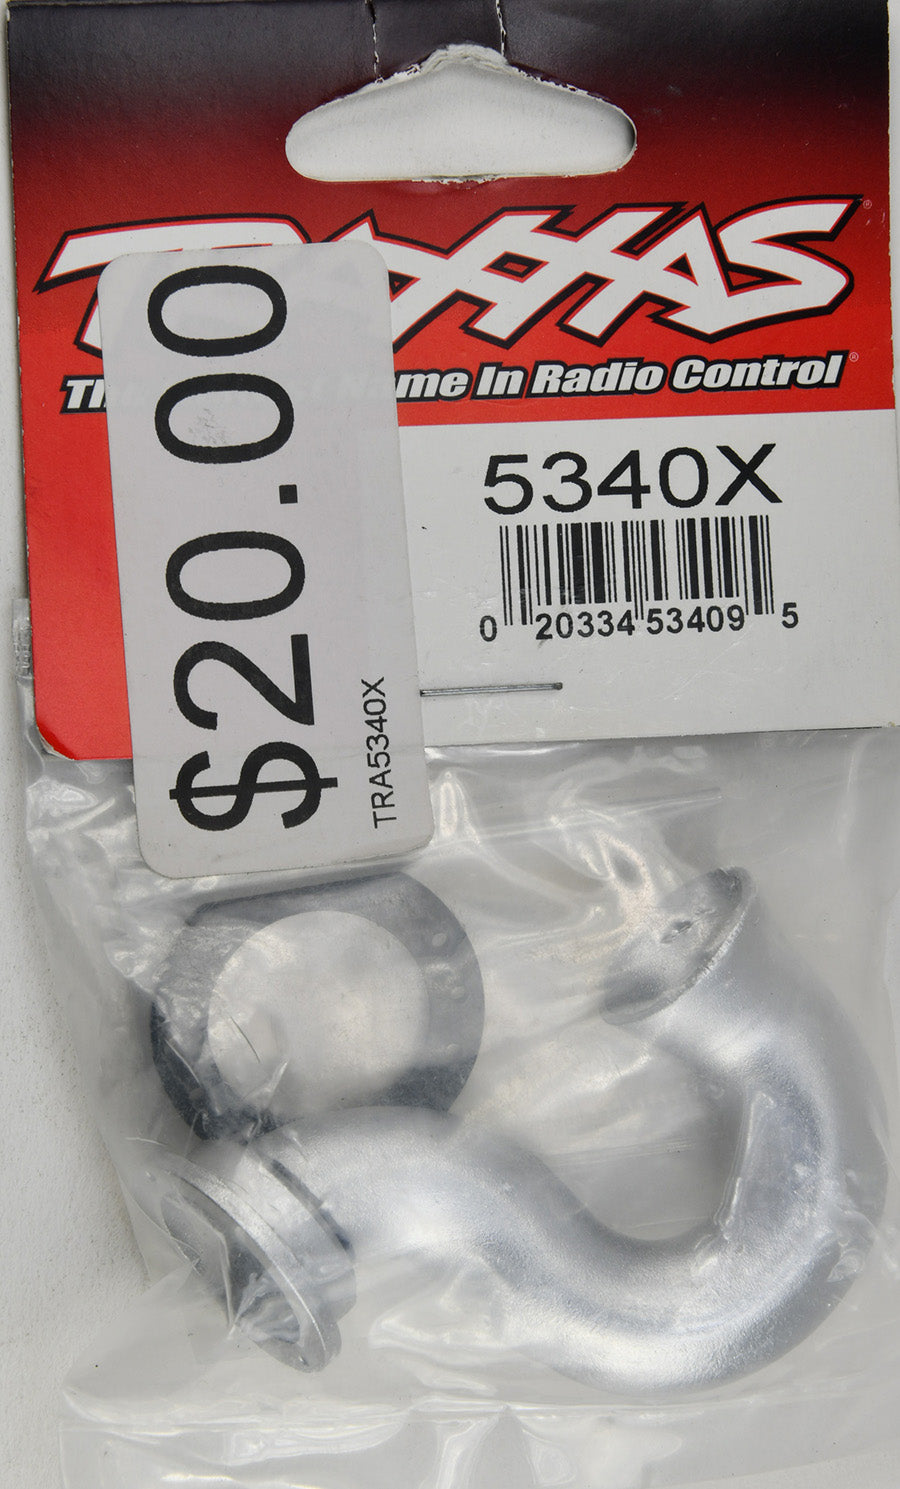 TRAXXAS®
me In Radio Control®
5340X
0 20334 53409 5
$20.00
TRA5340X